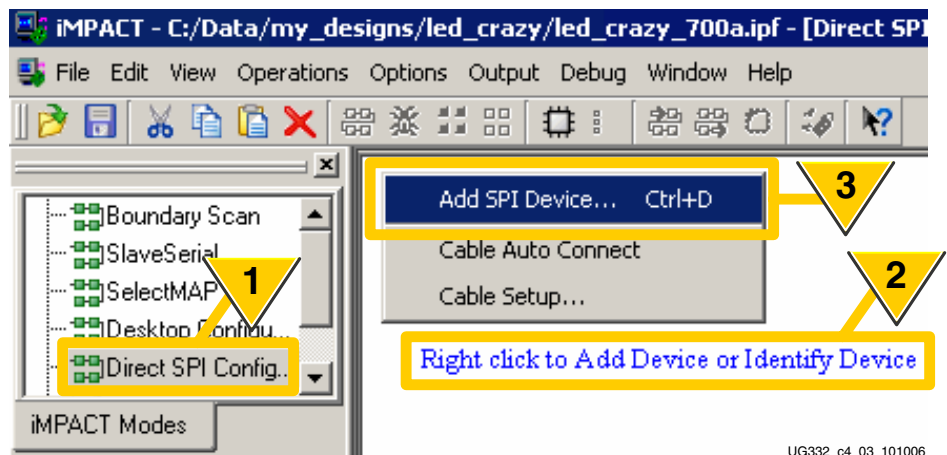 iMPACT - C:/Data/my_designs/led_crazy/led_crazy_700a.ipf - [Direct SPI
File Edit View Operations Options Output Debug Window Help
Boundary Scan
SlaveSerial
SelectMAP
Desktop Configu...
Direct SPI Config..
iMPACT Modes
1
Add SPI Device... Ctrl+D
Cable Auto Connect
Cable Setup...
3
2
Right click to Add Device or Identify Device
UG332_c4_03_101006